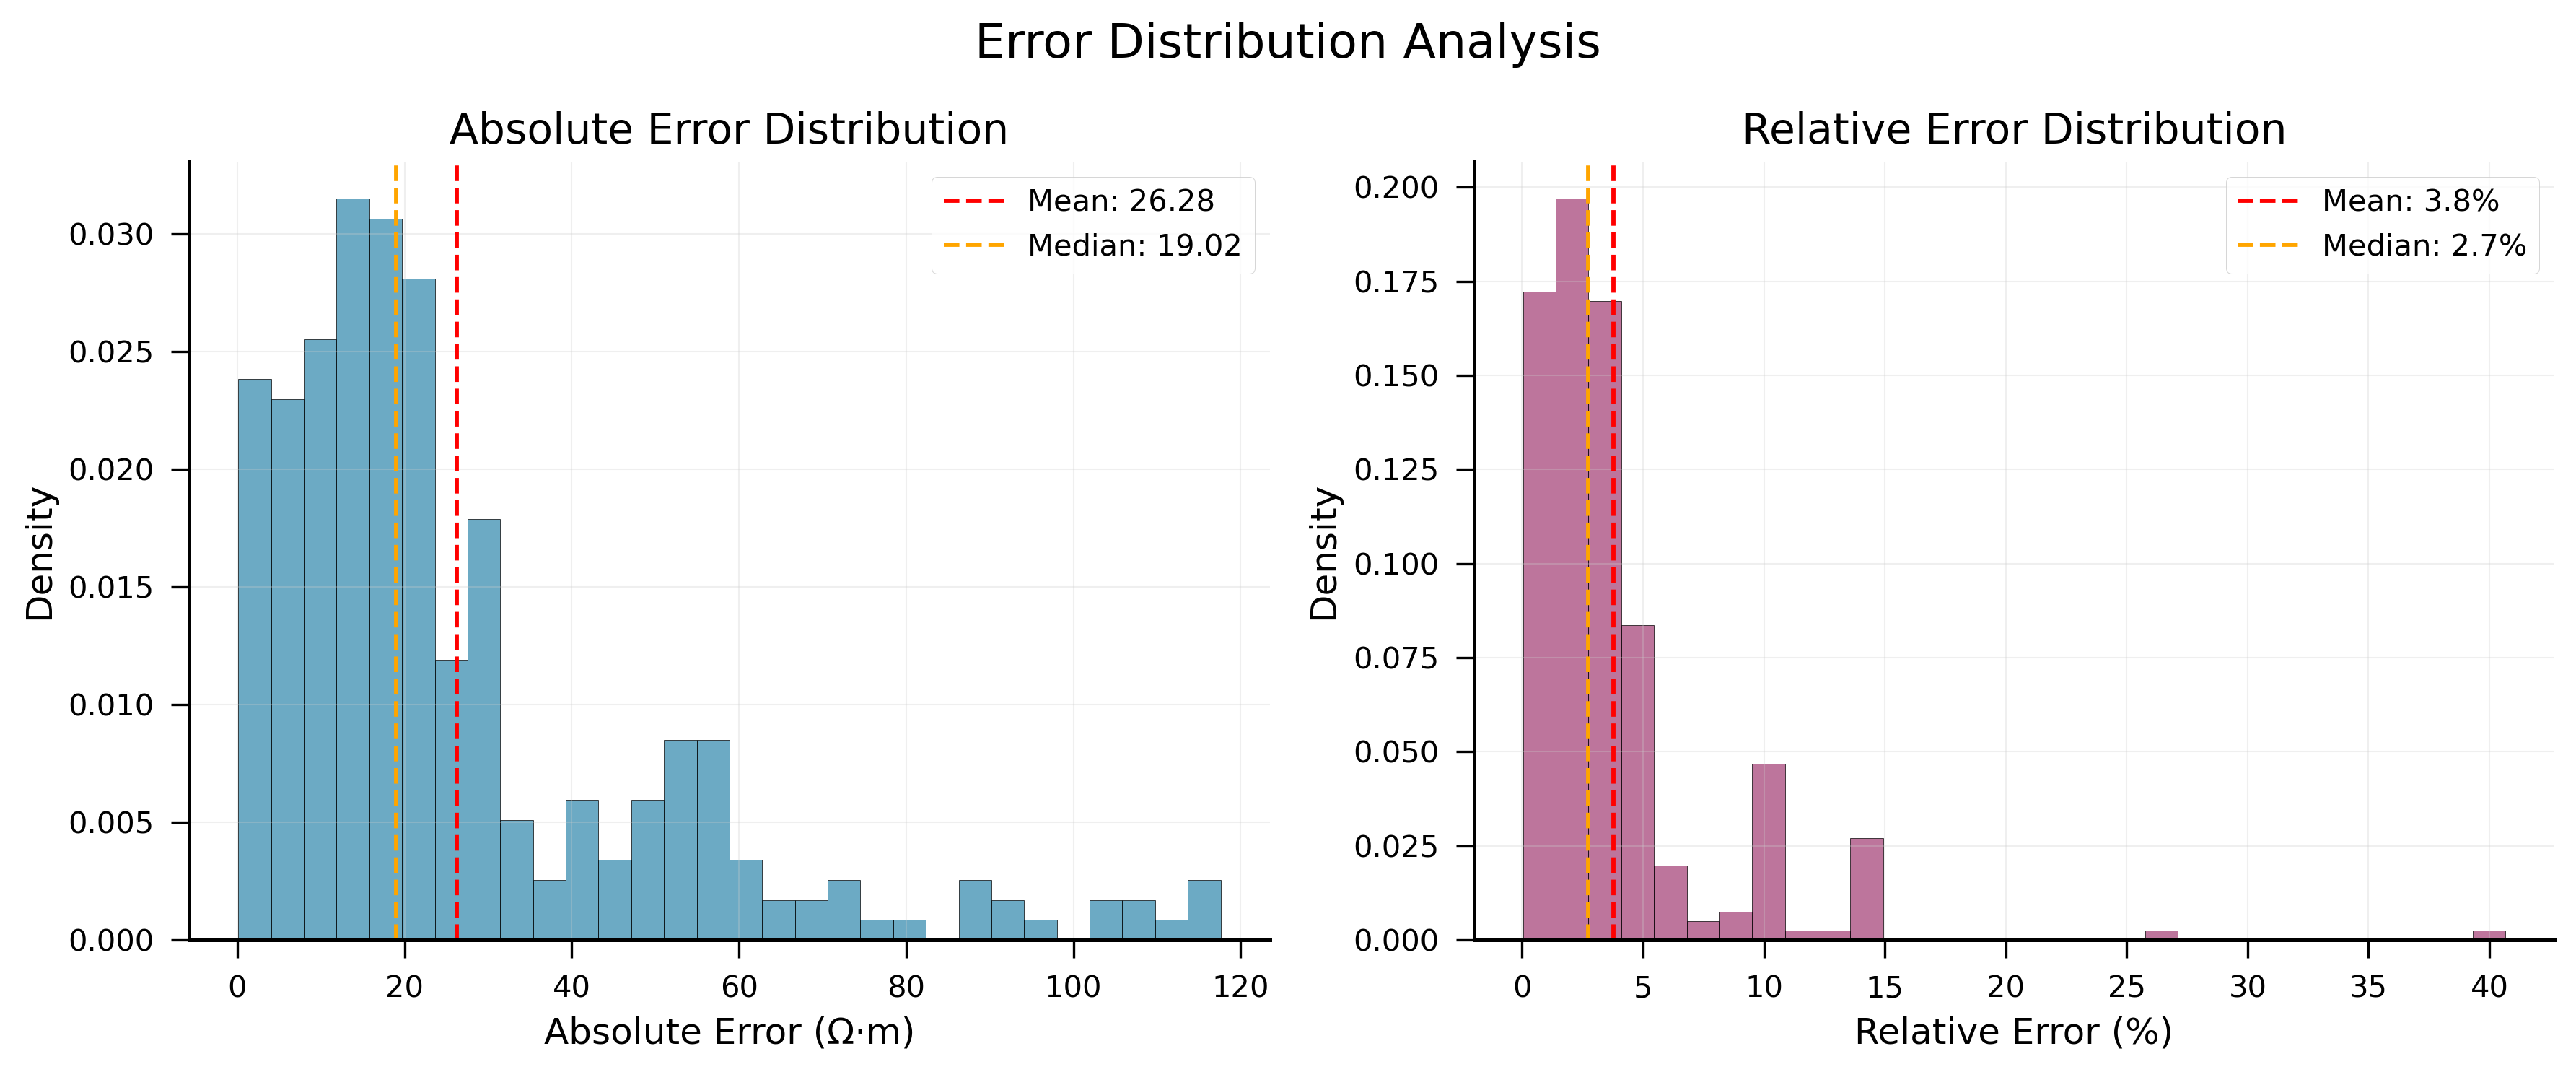 Error Distribution Analysis
Absolute Error Distribution
Mean: 26.28
Median: 19.02
0.030
0.025
0.020
0.015
0.010
0.005
0.000
Density
0 20 40 60 80 100 120
Absolute Error (Ω·m)
Relative Error Distribution
Mean: 3.8%
Median: 2.7%
0.200
0.175
0.150
0.125
0.100
0.075
0.050
0.025
0.000
Density
0 5 10 15 20 25 30 35 40
Relative Error (%)